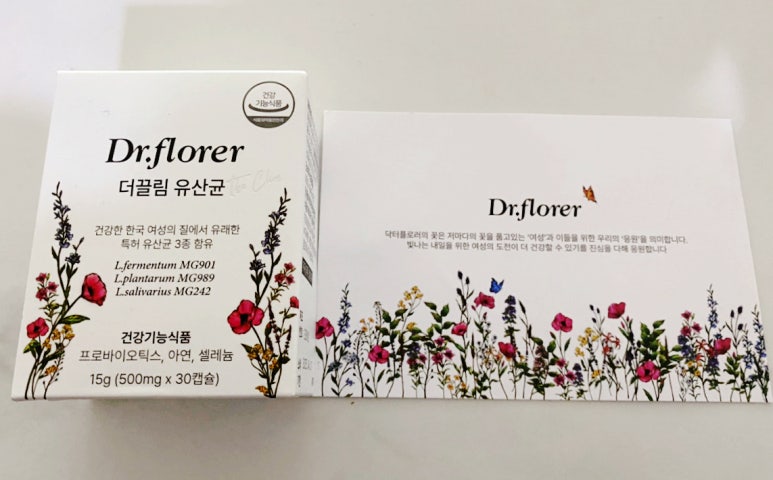 건강
기능식품
Dr.florer
더끌림 유산균
The Clim
건강한 한국 여성의 질에서 유래한
특허 유산균 3종 함유
L.fermentum MG901
L.plantarum MG989
L.salivarius MG242
건강기능식품
프로바이오틱스, 아연, 셀레늄
15g (500mg x 30캡슐)
Dr.florer
닥터플로러의 꽃은 저마다의 꽃을 품고있는 '여성'과 이들을 위한 우리의 '응원'을 의미합니다.
빛나는 내일을 위한 여성의 도전이 더 건강할 수 있기를 진심을 다해 응원합니다